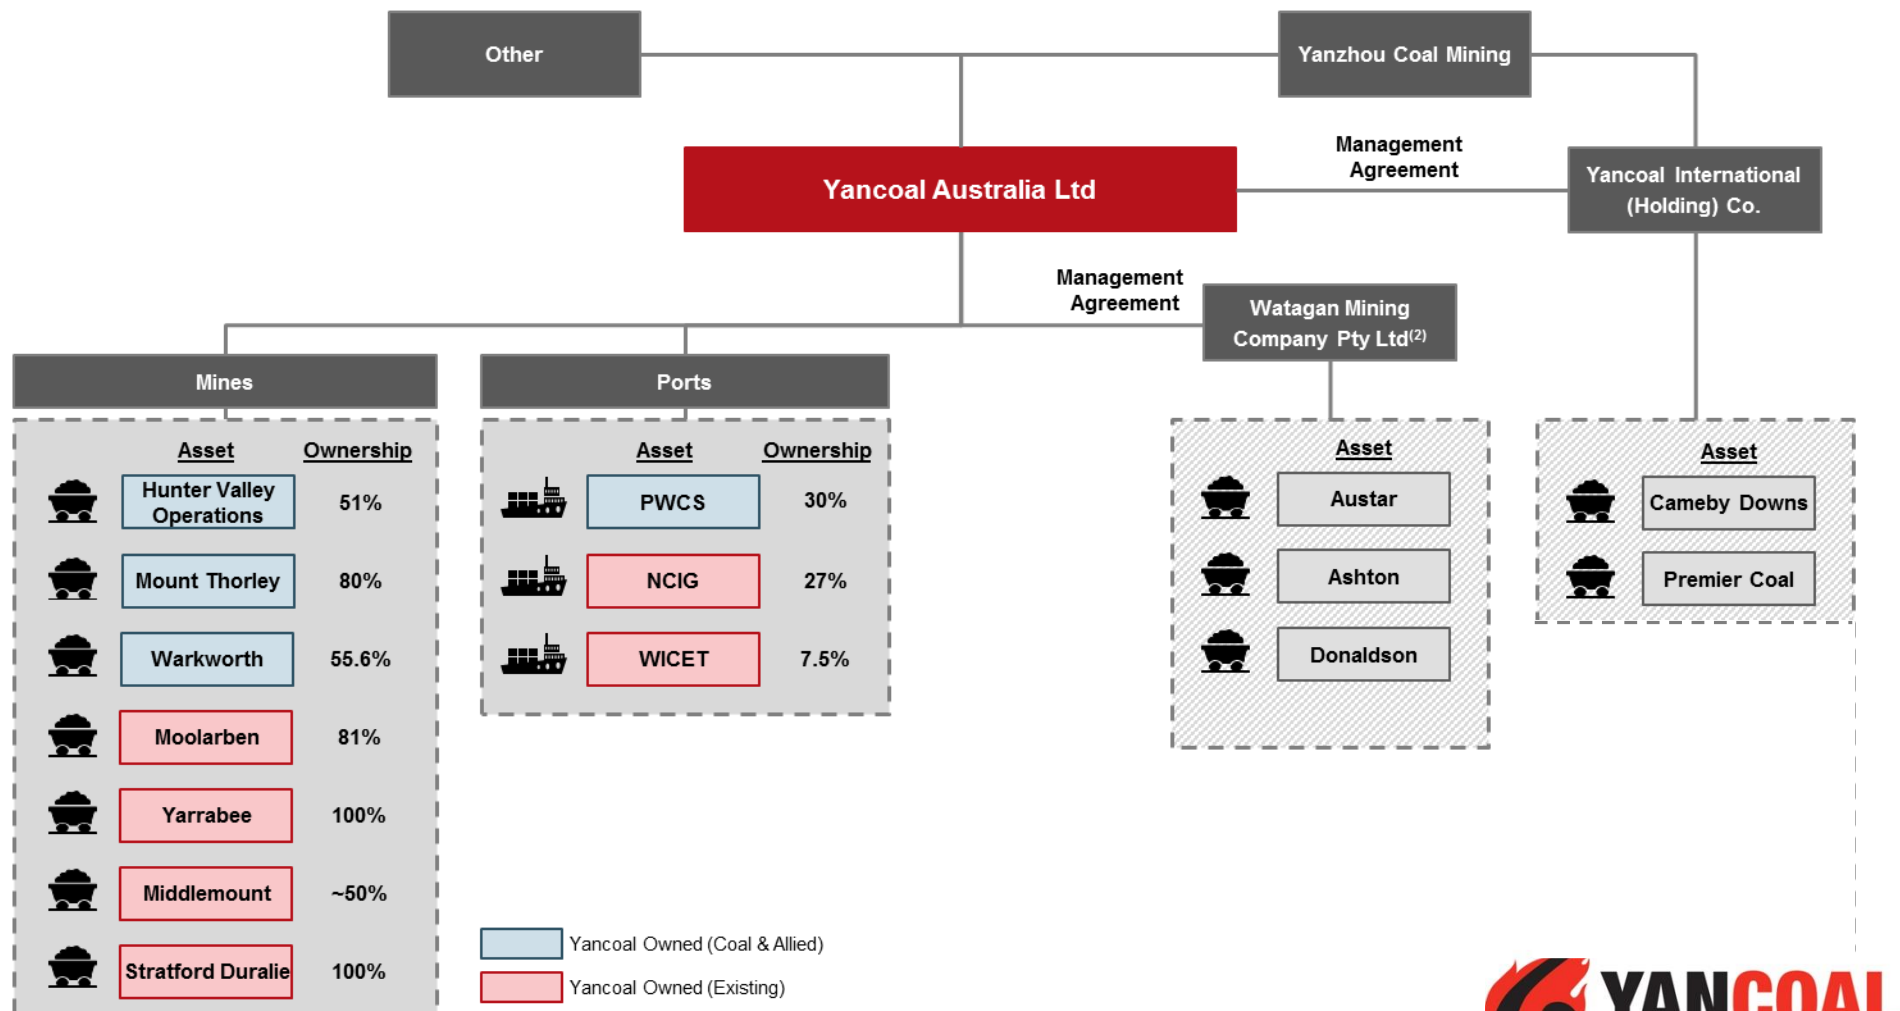 Other
Yanzhou Coal Mining
Yancoal Australia Ltd
Management
Agreement
Yancoal International
(Holding) Co.
Management
Agreement
Watagan Mining
Company Pty Ltd(2)
Mines
Asset Ownership
Hunter Valley
Operations 51%
Mount Thorley 80%
Warkworth 55.6%
Moolarben 81%
Yarrabee 100%
Middlemount ~50%
Stratford Duralie 100%
Ports
Asset Ownership
PWCS 30%
NCIG 27%
WICET 7.5%
Asset
Austar
Ashton
Donaldson
Asset
Cameby Downs
Premier Coal
Yancoal Owned (Coal & Allied)
Yancoal Owned (Existing)
YANCOAL